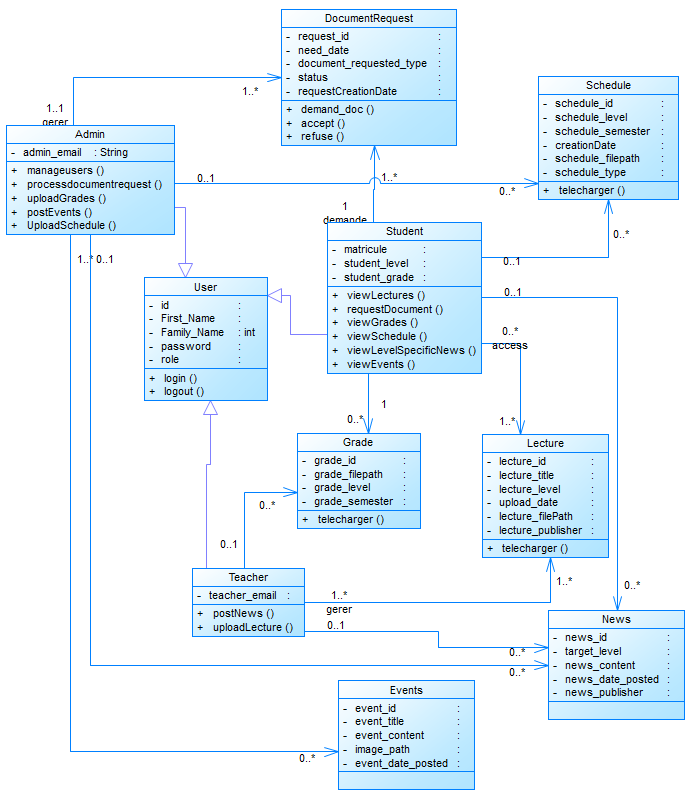 DocumentRequest
- request_id :
- need_date :
- document_requested_type :
- status :
- requestCreationDate :
+ demand_doc ()
+ accept ()
+ refuse ()
Schedule
- schedule_id :
- schedule_level :
- schedule_semester :
- creationDate :
- schedule_filepath :
- schedule_type :
+ telecharger ()
1..1
gerer
1..*
Admin
- admin_email : String
+ manageusers ()
+ processdocumentrequest ()
+ uploadGrades ()
+ postEvents ()
+ UploadSchedule ()
0..1
0..*
1..*
1
demande
Student
- matricule :
- student_level :
- student_grade :
+ viewLectures ()
+ requestDocument ()
+ viewGrades ()
+ viewSchedule ()
+ viewLevelSpecificNews ()
+ viewEvents ()
0..1
0..*
0..1
0..*
access
1..*
1..*
0..1
User
- id :
- First_Name :
- Family_Name : int
- password :
- role :
+ login ()
+ logout ()
1
0..*
Grade
- grade_id :
- grade_filepath :
- grade_level :
- grade_semester :
+ telecharger ()
Lecture
- lecture_id :
- lecture_title :
- lecture_level :
- upload_date :
- lecture_filePath :
- lecture_publisher :
+ telecharger ()
0..*
0..1
Teacher
- teacher_email :
+ postNews ()
+ uploadLecture ()
1..*
gerer
1..*
0..1
0..*
0..*
0..*
News
- news_id :
- target_level :
- news_content :
- news_date_posted :
- news_publisher :
Events
- event_id :
- event_title :
- event_content :
- image_path :
- event_date_posted :
0..*